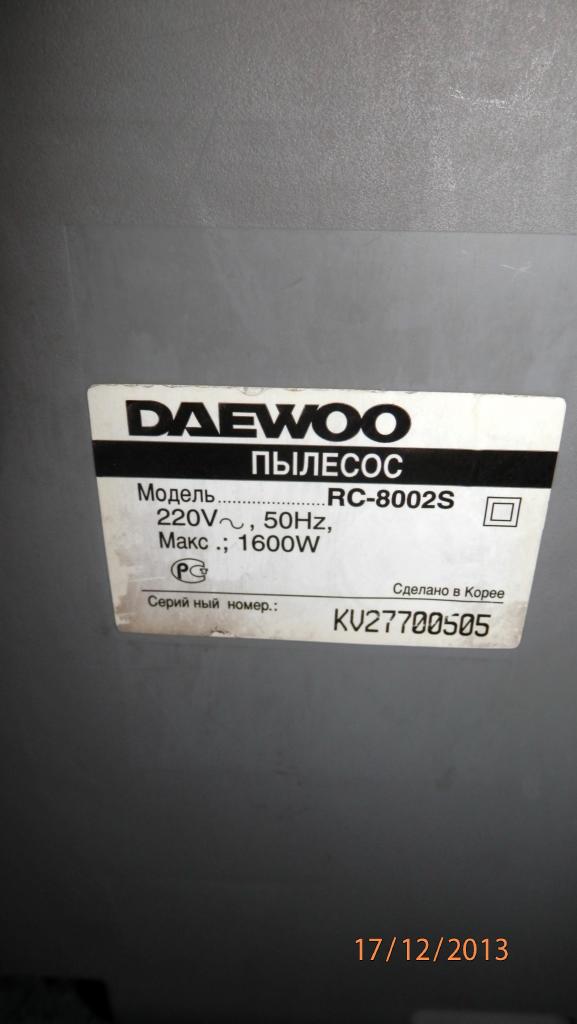 DAEWOO
ПЫЛЕСОС
Модель......................RC-8002S
220V~, 50Hz,
Макс .; 1600W
Сделано в Корее
Серий ный номер.:
KV27700505
17/12/2013